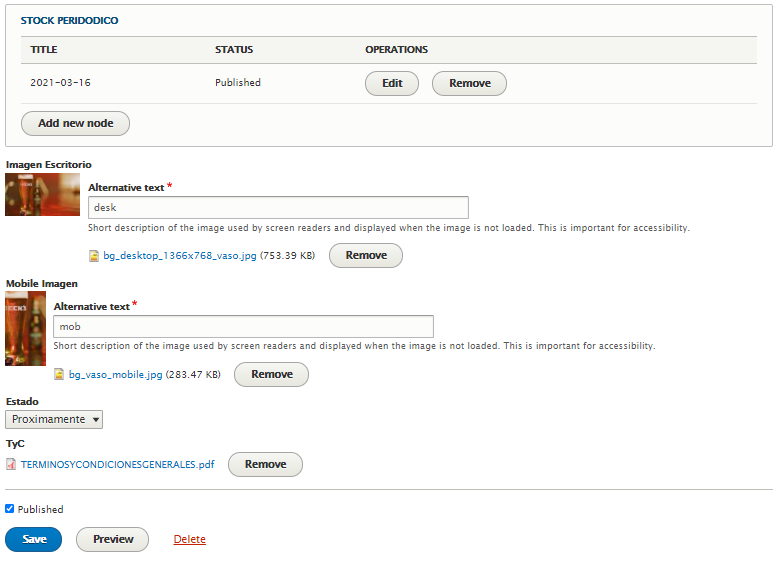 STOCK PERIDODICO
TITLE STATUS OPERATIONS
2021-03-16 Published Edit Remove
Add new node
Imagen Escritorio
Alternative text *
desk
Short description of the image used by screen readers and displayed when the image is not loaded. This is important for accessibility.
bg_desktop_1366x768_vaso.jpg (753.39 KB) Remove
Mobile Imagen
Alternative text *
mob
Short description of the image used by screen readers and displayed when the image is not loaded. This is important for accessibility.
bg_vaso_mobile.jpg (283.47 KB) Remove
Estado
Proximamente
TyC
TERMINOSYCONDICIONESGENERALES.pdf Remove
Published
Save Preview Delete